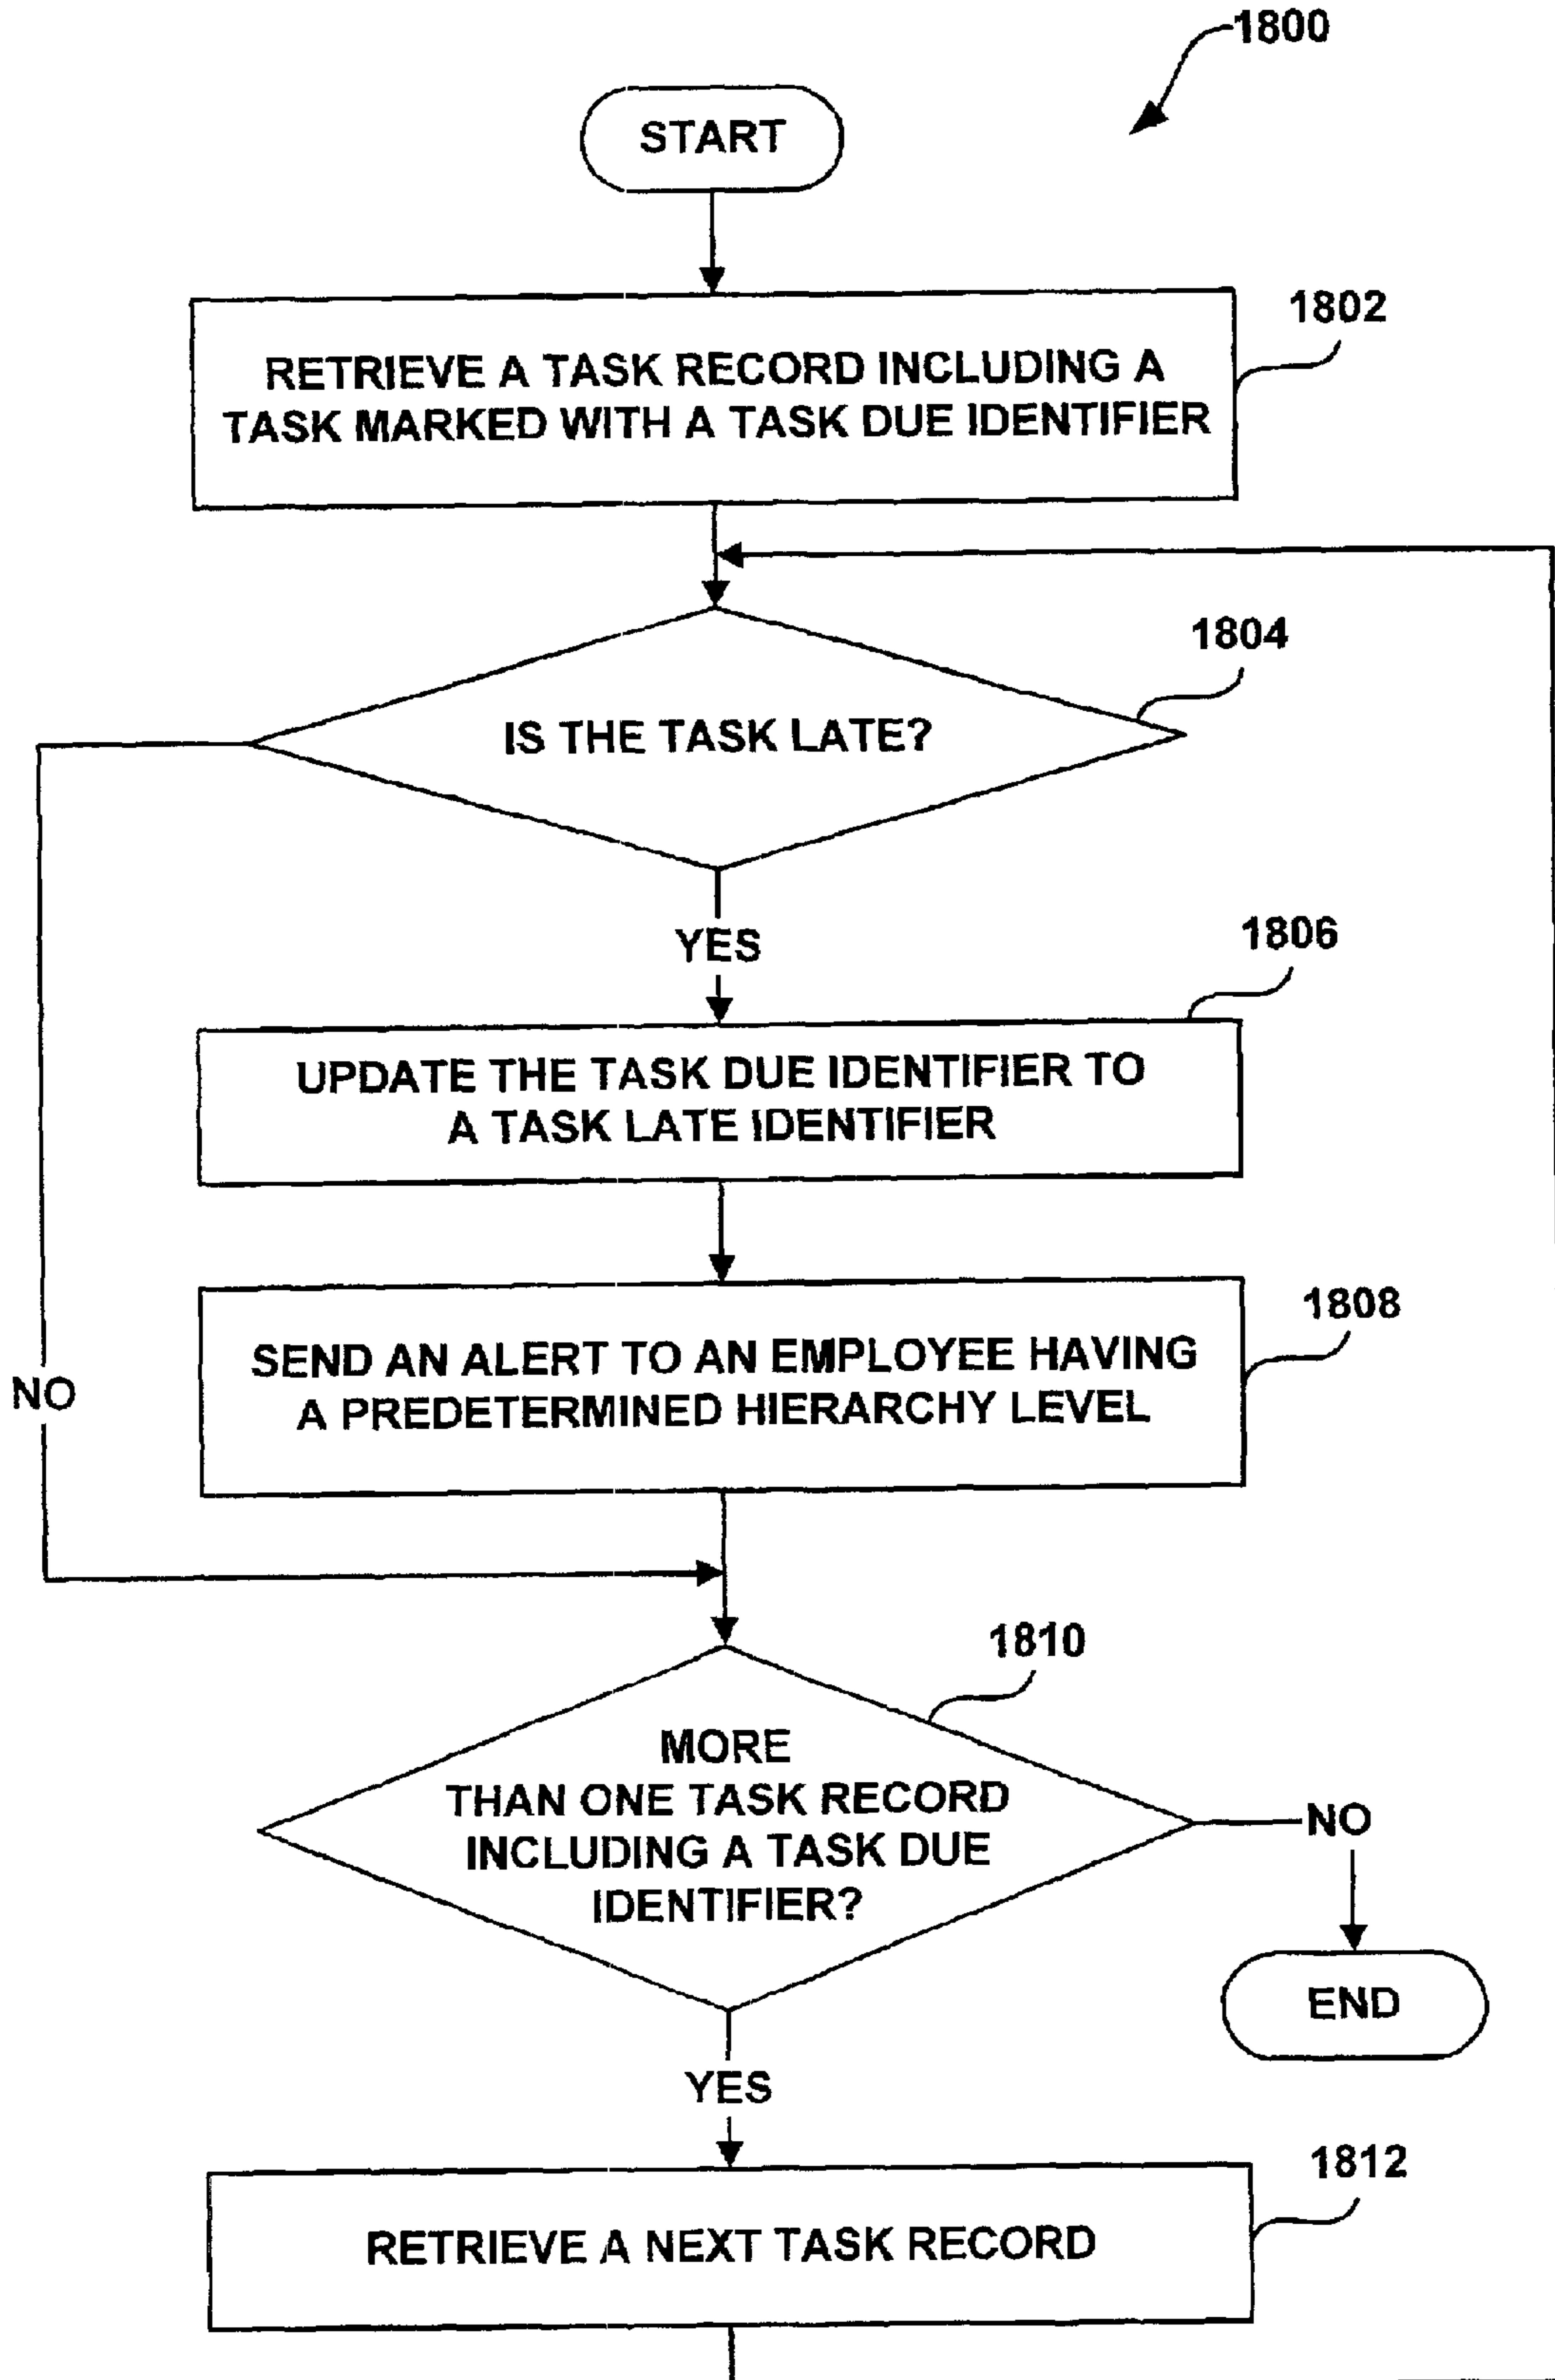 1800
START
1802
RETRIEVE A TASK RECORD INCLUDING A
TASK MARKED WITH A TASK DUE IDENTIFIER
1804
IS THE TASK LATE?
YES
1806
UPDATE THE TASK DUE IDENTIFIER TO
A TASK LATE IDENTIFIER
1808
SEND AN ALERT TO AN EMPLOYEE HAVING
A PREDETERMINED HIERARCHY LEVEL
NO
1810
MORE
THAN ONE TASK RECORD
INCLUDING A TASK DUE
IDENTIFIER?
NO
END
YES
1812
RETRIEVE A NEXT TASK RECORD